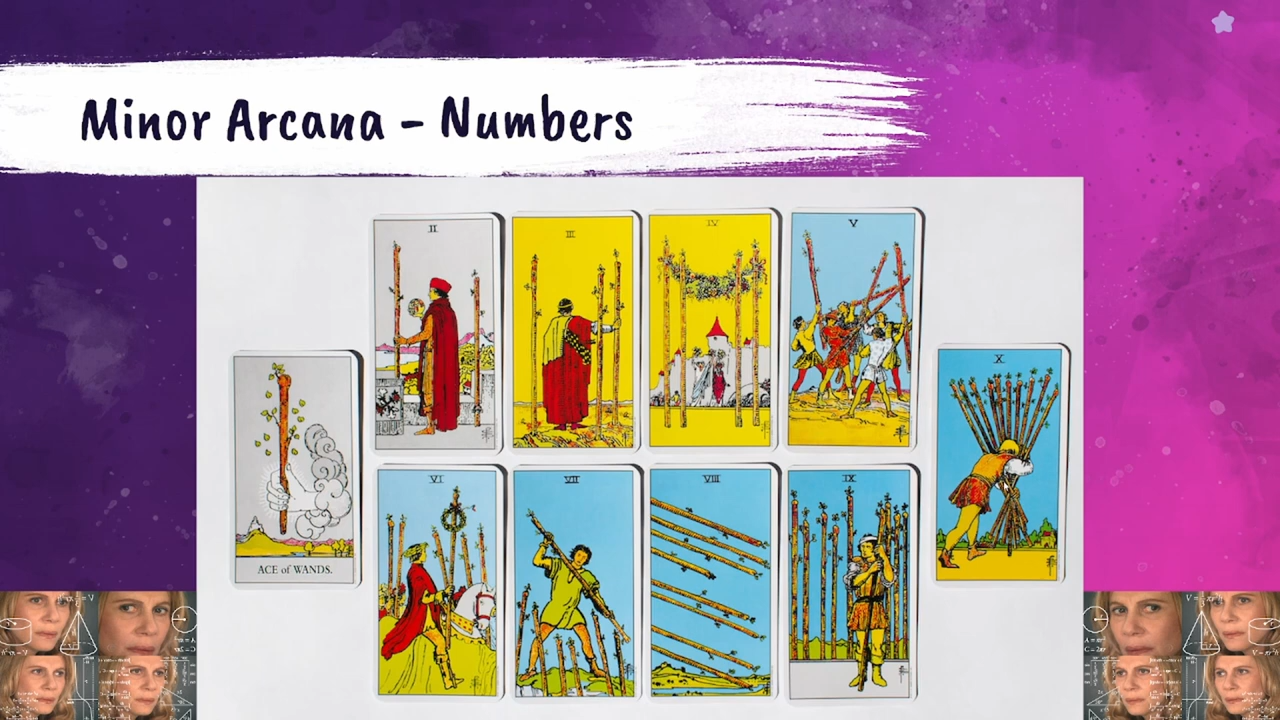 Minor Arcana - Numbers
II
III
IV
V
ACE of WANDS.
X
VI
VII
VIII
IX